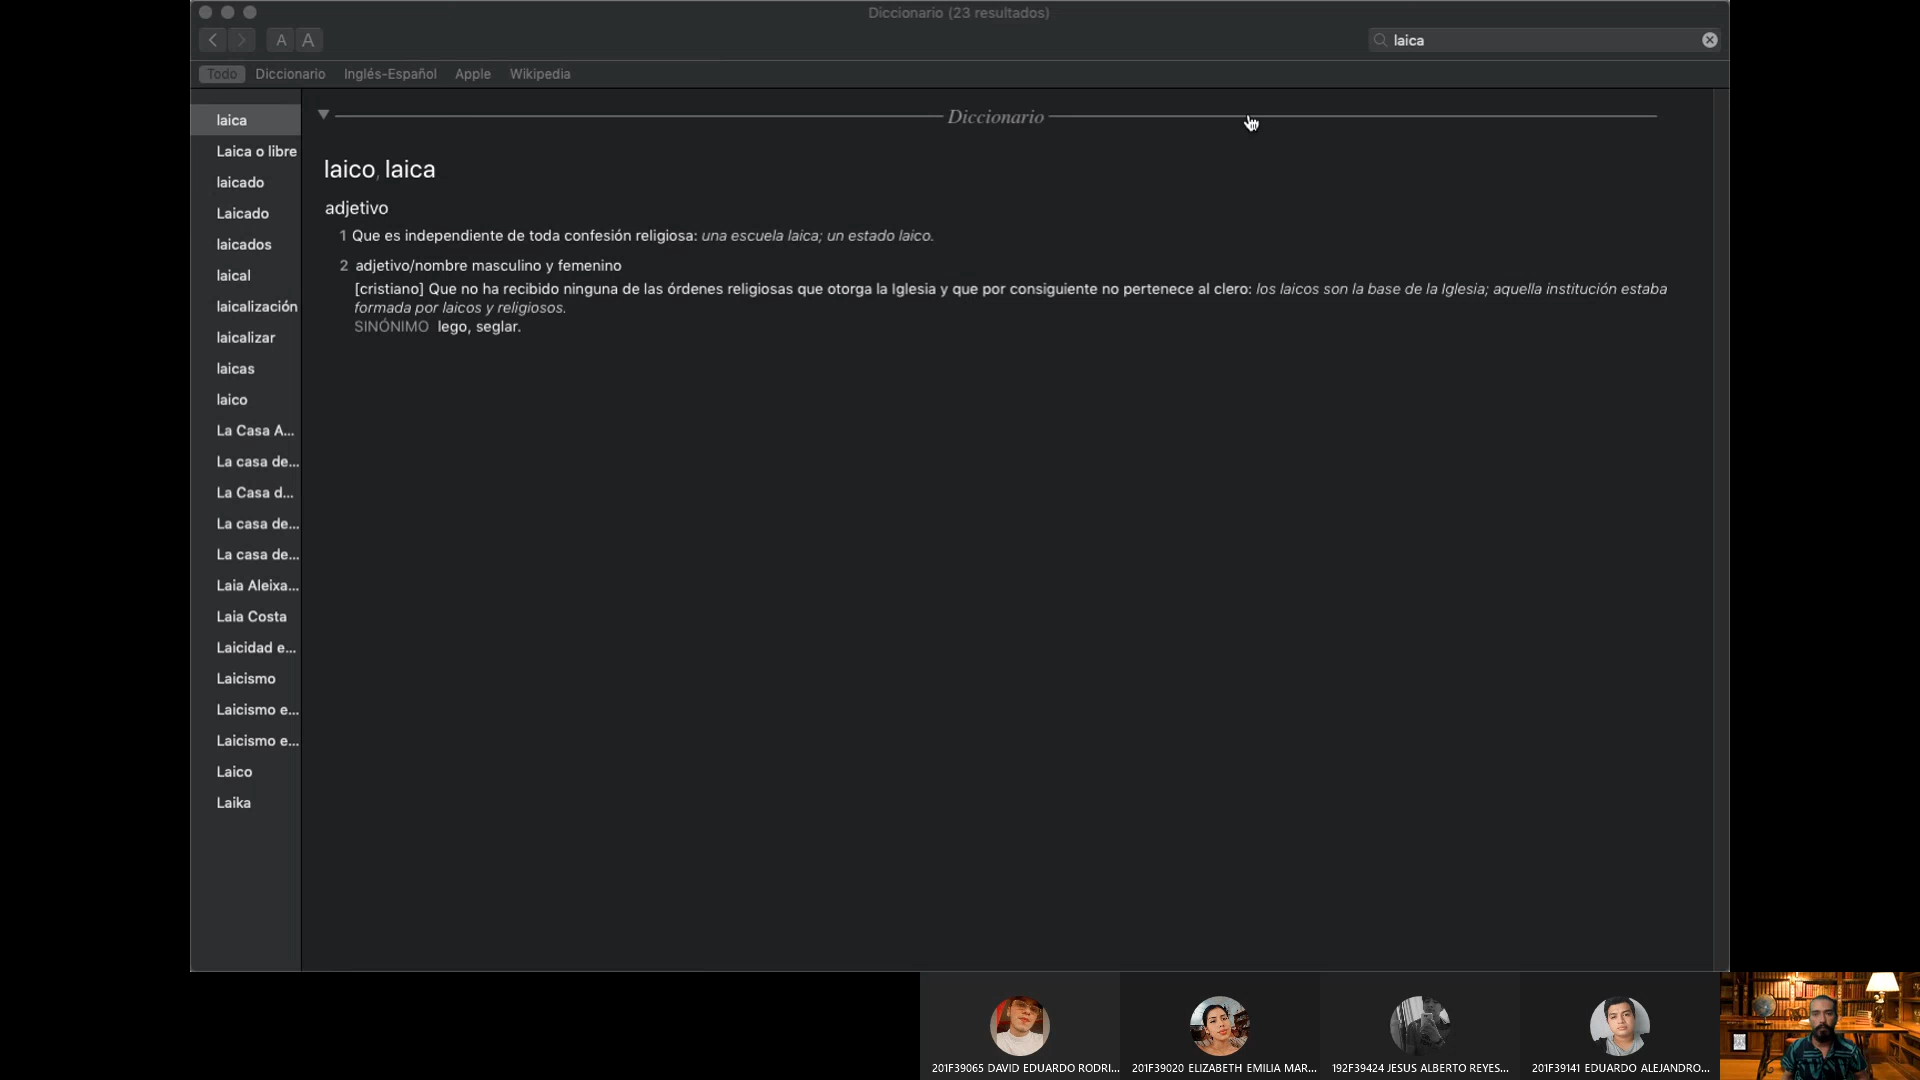 Diccionario (23 resultados)
A A
laica
Todo Diccionario Inglés-Español Apple Wikipedia
laica
Laica o libre
laicado
Laicado
laicados
laical
laicalización
laicalizar
laicas
laico
La Casa A...
La casa de...
La Casa d...
La casa de...
La casa de...
Laia Aleixa...
Laia Costa
Laicidad e...
Laicismo
Laicismo e...
Laicismo e...
Laico
Laika
Diccionario
laico, laica
adjetivo
1 Que es independiente de toda confesión religiosa: una escuela laica; un estado laico.
2 adjetivo/nombre masculino y femenino
[cristiano] Que no ha recibido ninguna de las órdenes religiosas que otorga la Iglesia y que por consiguiente no pertenece al clero: los laicos son la base de la Iglesia; aquella institución estaba
formada por laicos y religiosos.
SINÓNIMO lego, seglar.
201F39065 DAVID EDUARDO RODRI...
201F39020 ELIZABETH EMILIA MAR...
192F39424 JESUS ALBERTO REYES...
201F39141 EDUARDO ALEJANDRO...